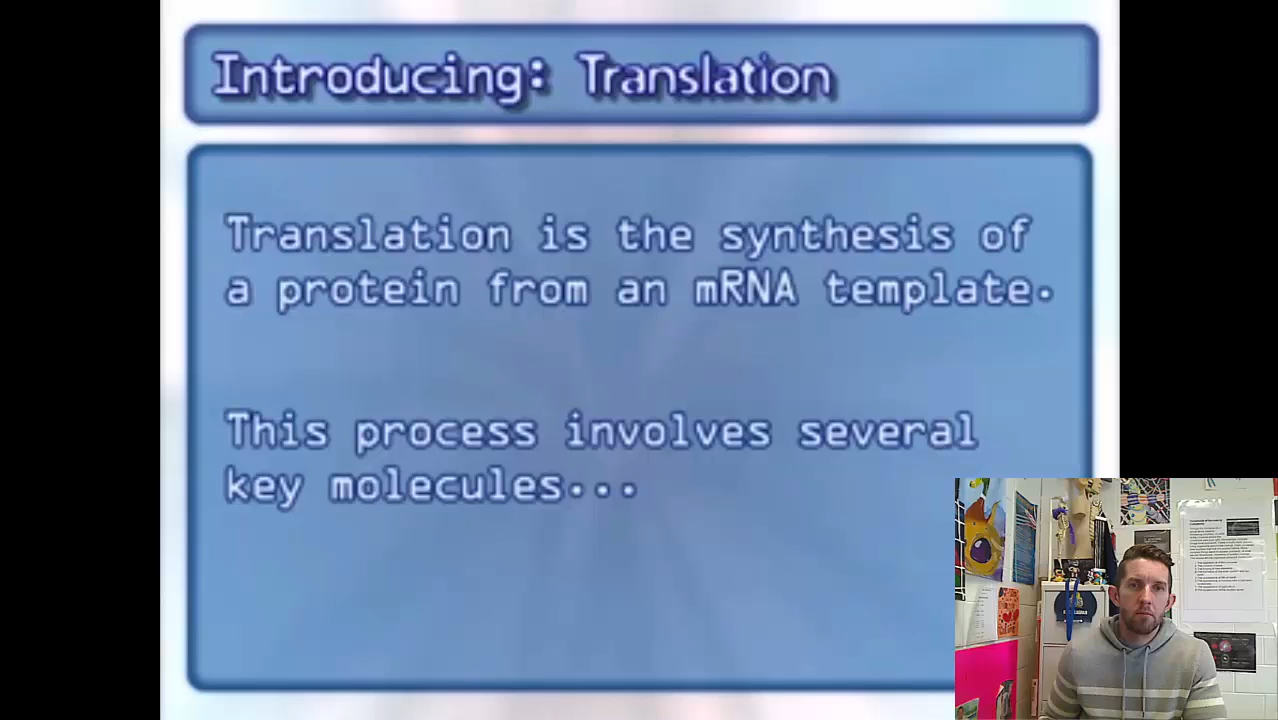 Introducing: Translation
Translation is the synthesis of
a protein from an mRNA template.
This process involves several
key molecules...